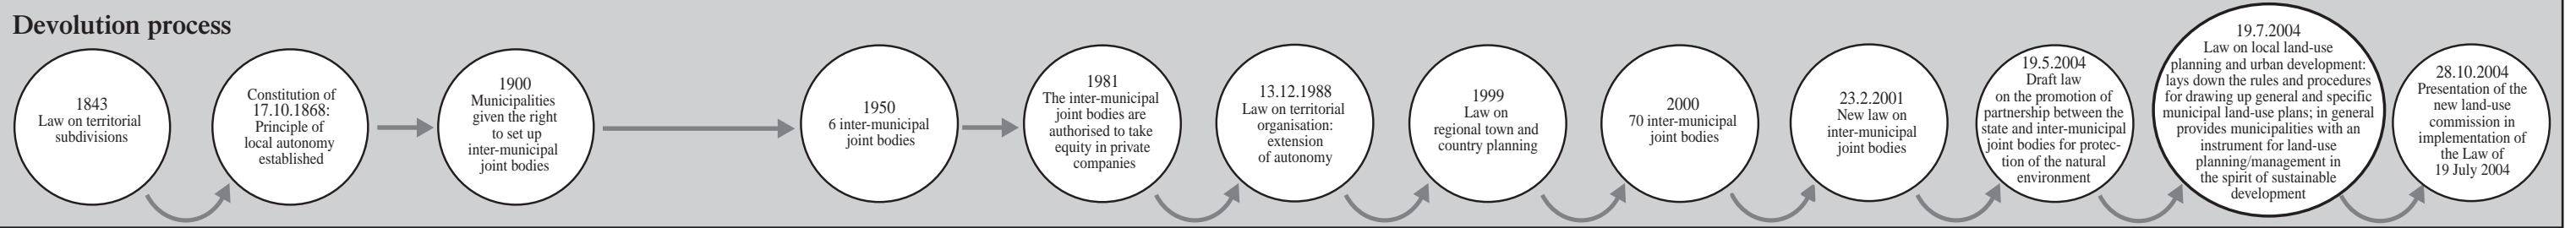 Devolution process
1843
Law on territorial
subdivisions
Constitution of
17.10.1868:
Principle of
local autonomy
established
1900
Municipalities
given the right
to set up
inter-municipal
joint bodies
1950
6 inter-municipal
joint bodies
1981
The inter-municipal
joint bodies are
authorised to take
equity in private
companies
13.12.1988
Law on territorial
organisation:
extension
of autonomy
1999
Law on
regional town and
country planning
2000
70 inter-municipal
joint bodies
23.2.2001
New law on
inter-municipal
joint bodies
19.5.2004
Draft law
on the promotion of
partnership between the
state and inter-municipal
joint bodies for protec-
tion of the natural
environment
19.7.2004
Law on local land-use
planning and urban development:
lays down the rules and procedures
for drawing up general and specific
municipal land-use plans; in general
provides municipalities with an
instrument for land-use
planning/management in
the spirit of sustainable
development
28.10.2004
Presentation of the
new land-use
commission in
implementation of
the Law of
19 July 2004